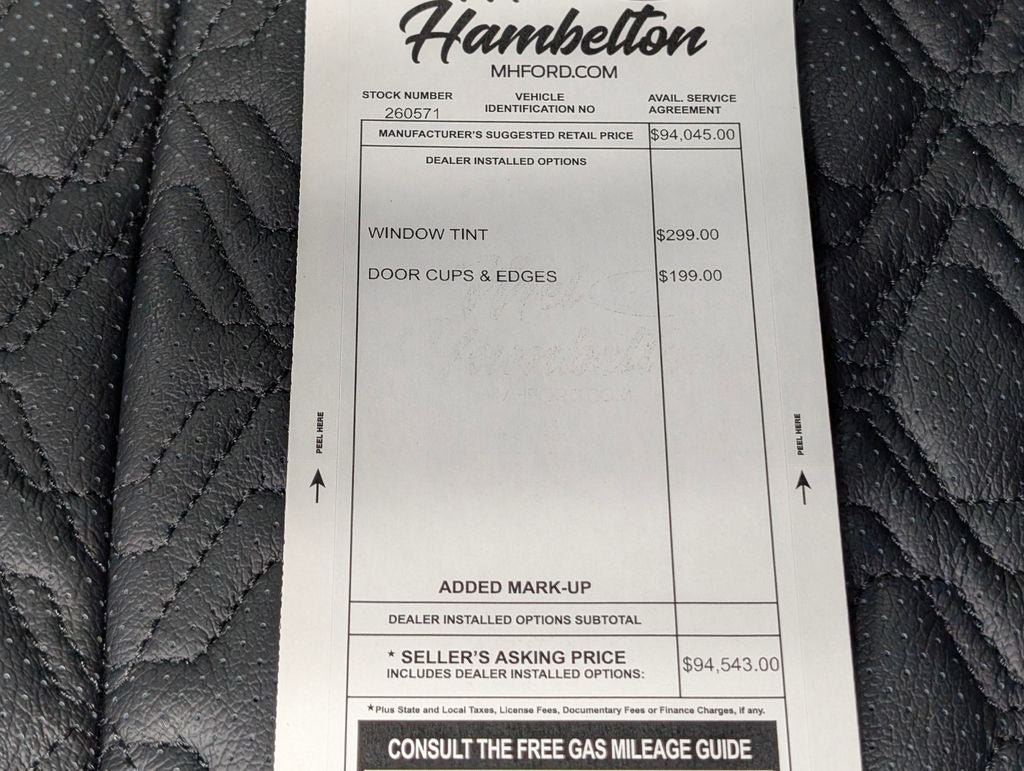 Hambelton
MHFORD.COM
STOCK NUMBER
260571
VEHICLE
IDENTIFICATION NO
AVAIL. SERVICE
AGREEMENT
MANUFACTURER'S SUGGESTED RETAIL PRICE $94,045.00
DEALER INSTALLED OPTIONS
WINDOW TINT $299.00
DOOR CUPS & EDGES $199.00
PEEL HERE
PEEL HERE
ADDED MARK-UP
DEALER INSTALLED OPTIONS SUBTOTAL
* SELLER'S ASKING PRICE
INCLUDES DEALER INSTALLED OPTIONS: $94,543.00
*Plus State and Local Taxes, License Fees, Documentary Fees or Finance Charges, if any.
CONSULT THE FREE GAS MILEAGE GUIDE